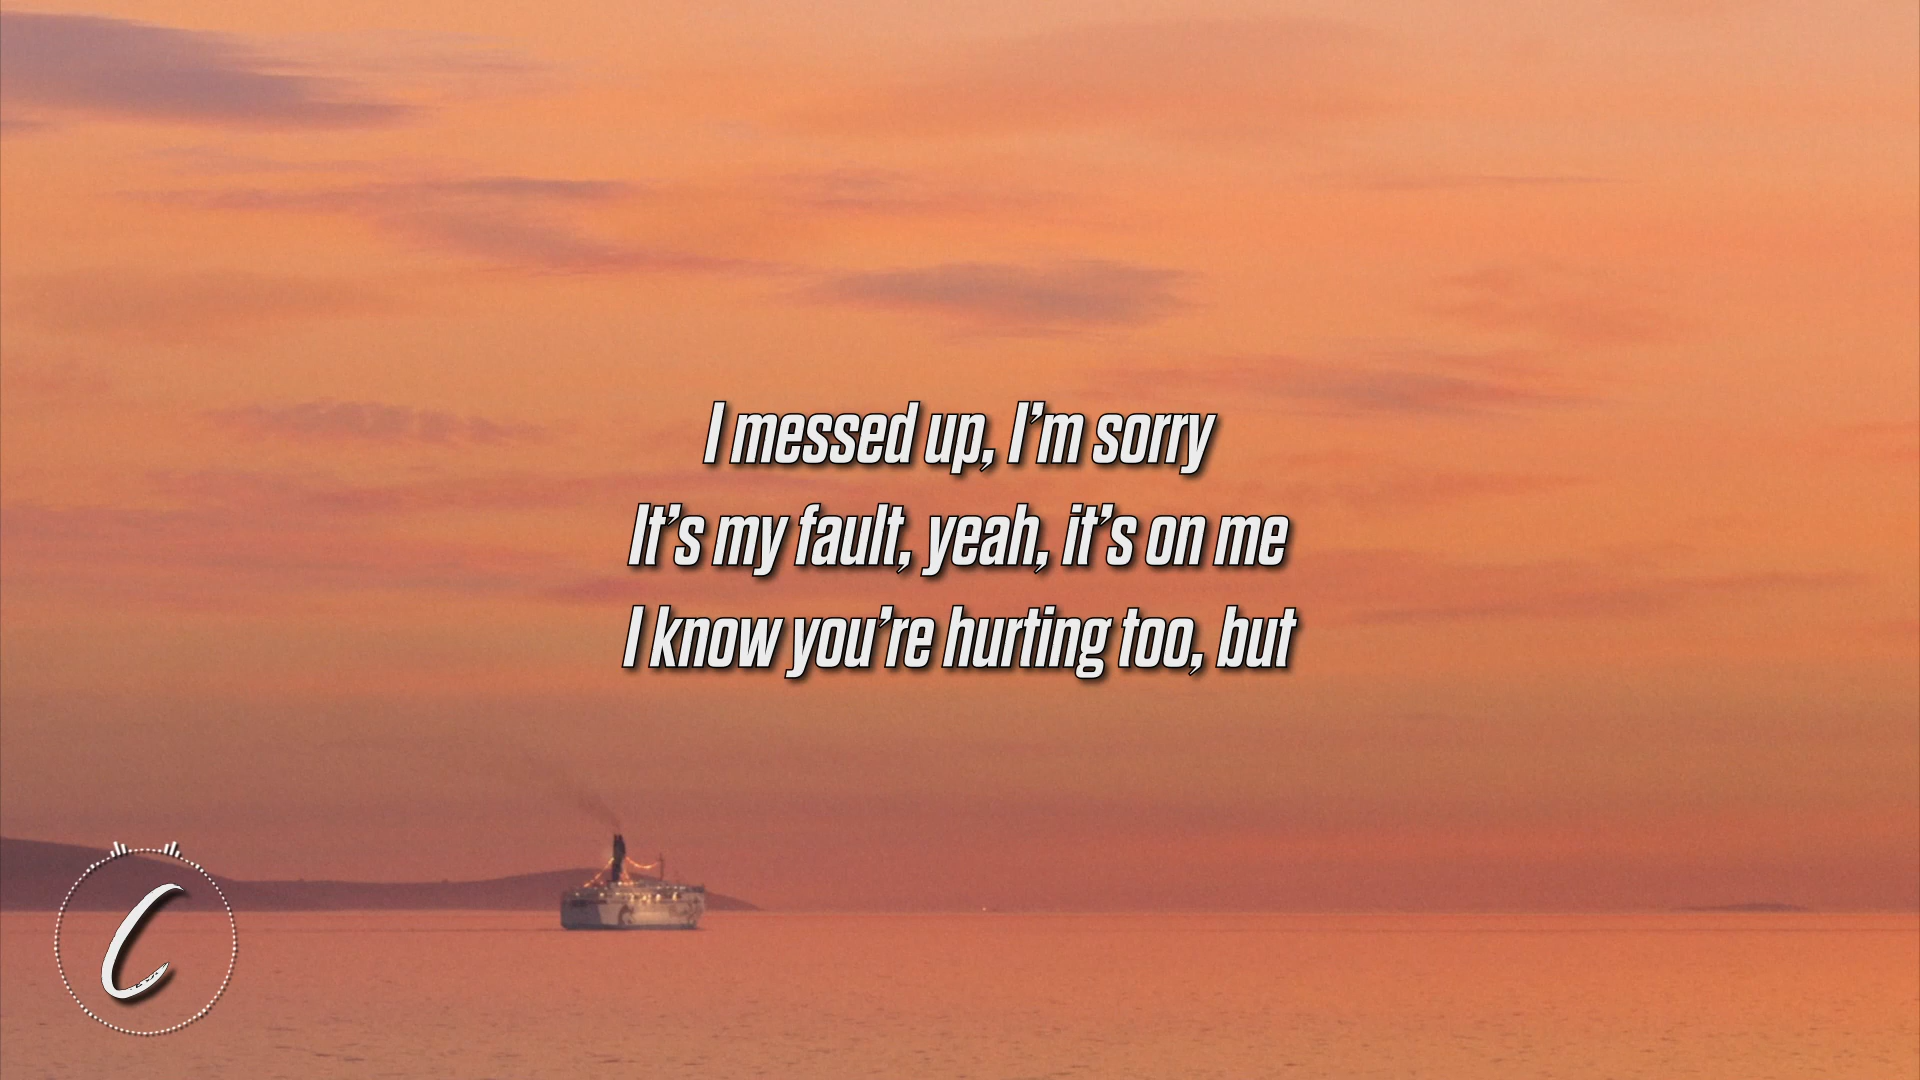 I messed up, I’m sorry
It’s my fault, yeah, it’s on me
I know you’re hurting too, but
C